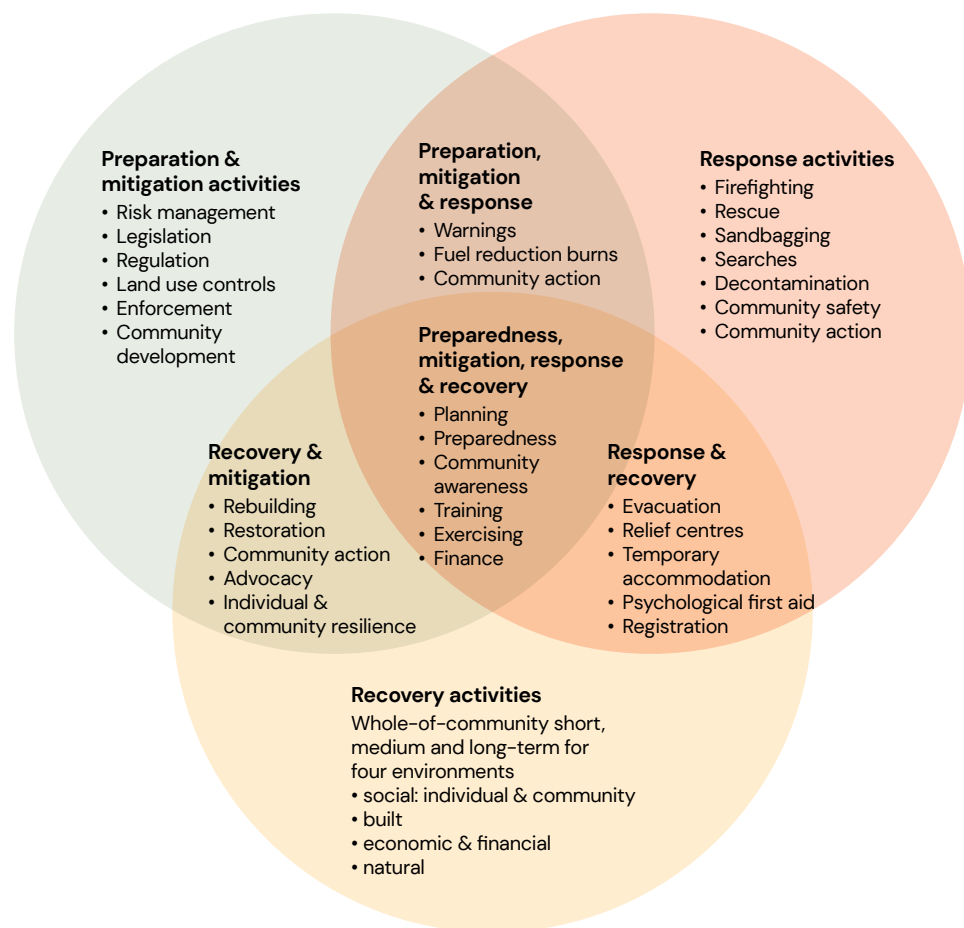 Preparation &
mitigation activities
• Risk management
• Legislation
• Regulation
• Land use controls
• Enforcement
• Community
development
Preparation,
mitigation
& response
• Warnings
• Fuel reduction burns
• Community action
Response activities
• Firefighting
• Rescue
• Sandbagging
• Searches
• Decontamination
• Community safety
• Community action
Preparedness,
mitigation, response
& recovery
• Planning
• Preparedness
• Community
awareness
• Training
• Exercising
• Finance
Recovery &
mitigation
• Rebuilding
• Restoration
• Community action
• Advocacy
• Individual &
community resilience
Response &
recovery
• Evacuation
• Relief centres
• Temporary
accommodation
• Psychological first aid
• Registration
Recovery activities
Whole-of-community short,
medium and long-term for
four environments
• social: individual & community
• built
• economic & financial
• natural